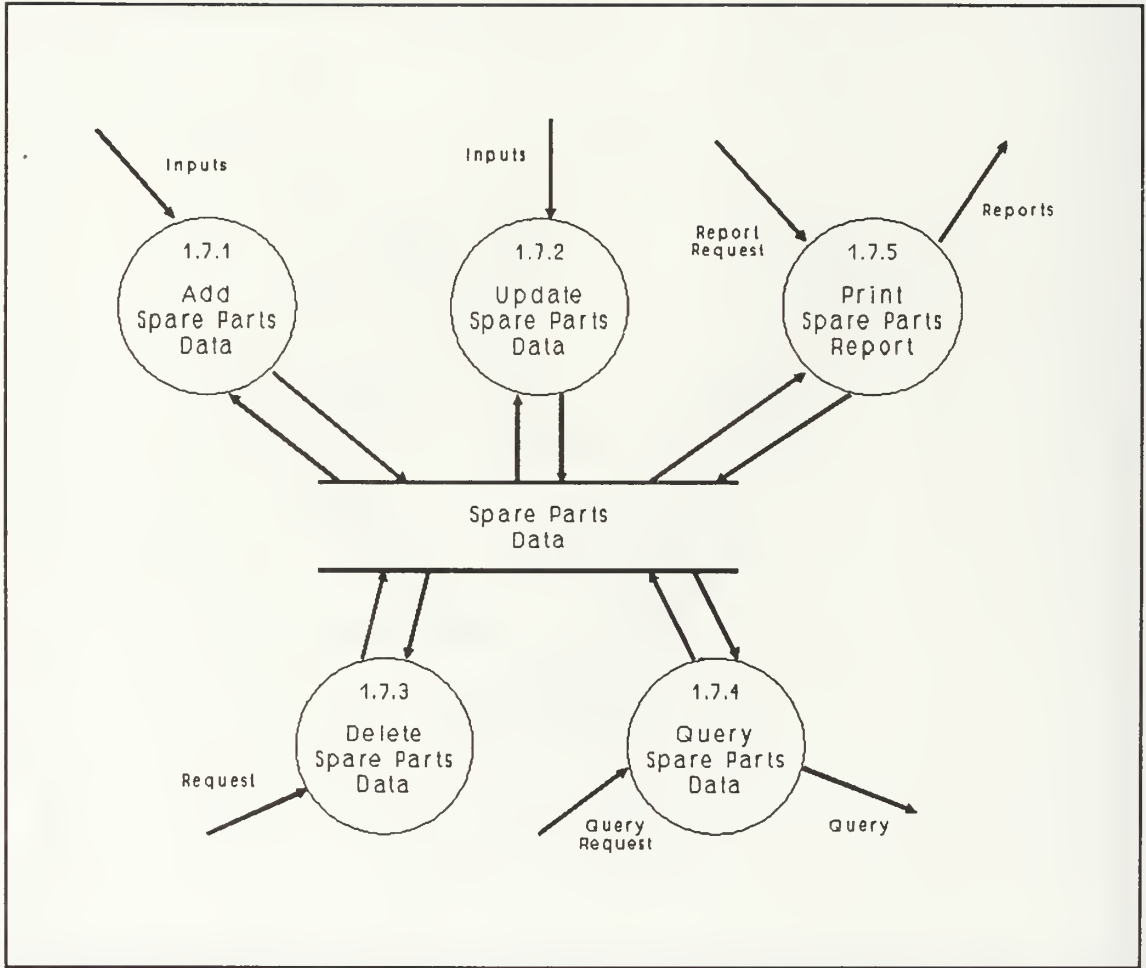 Inputs
1.7.1
Add
Spare Parts
Data
Inputs
1.7.2
Update
Spare Parts
Data
Report
Request
1.7.5
Print
Spare Parts
Report
Reports
Spare Parts
Data
1.7.3
Delete
Spare Parts
Data
Request
1.7.4
Query
Spare Parts
Data
Query
Request
Query